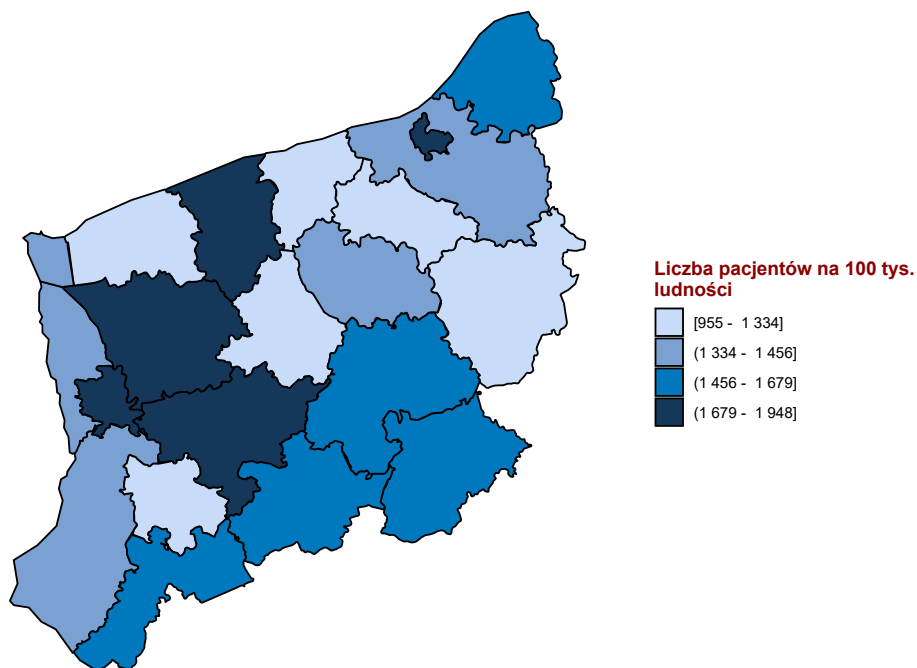 Liczba pacjentów na 100 tys.
ludności
[955 - 1 334]
(1 334 - 1 456]
(1 456 - 1 679]
(1 679 - 1 948]